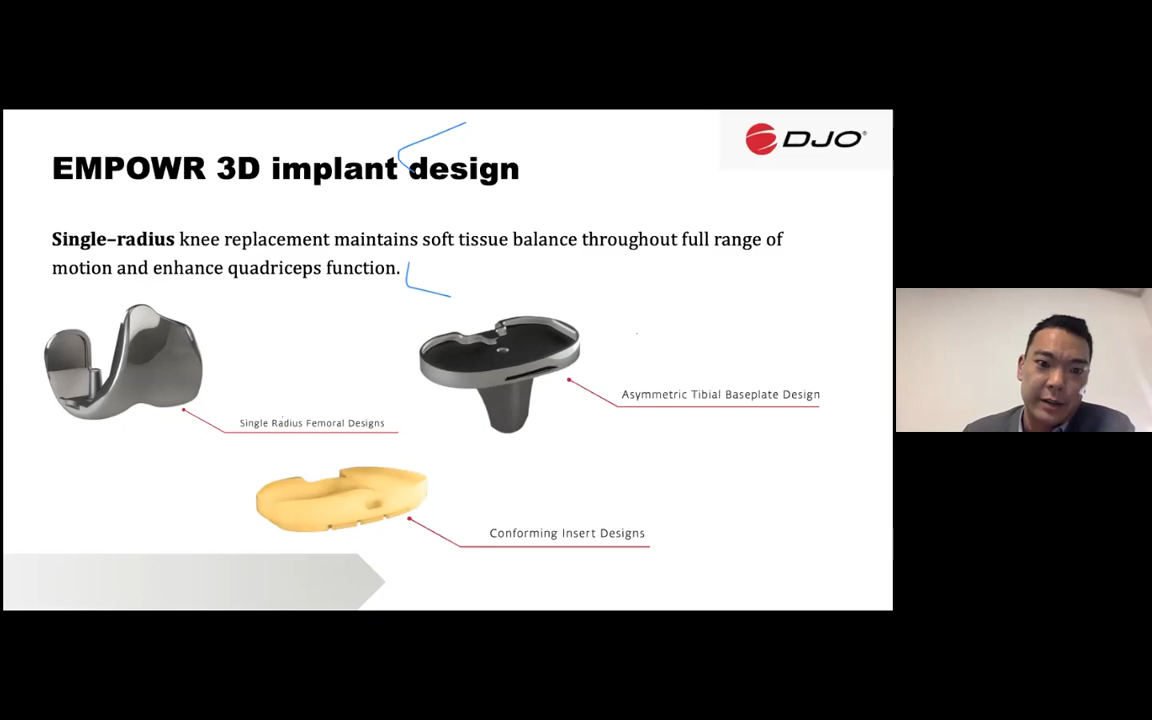 DJO®
EMPOWR 3D implant design
Single–radius knee replacement maintains soft tissue balance throughout full range of
motion and enhance quadriceps function.
Asymmetric Tibial Baseplate Design
Single Radius Femoral Designs
Conforming Insert Designs